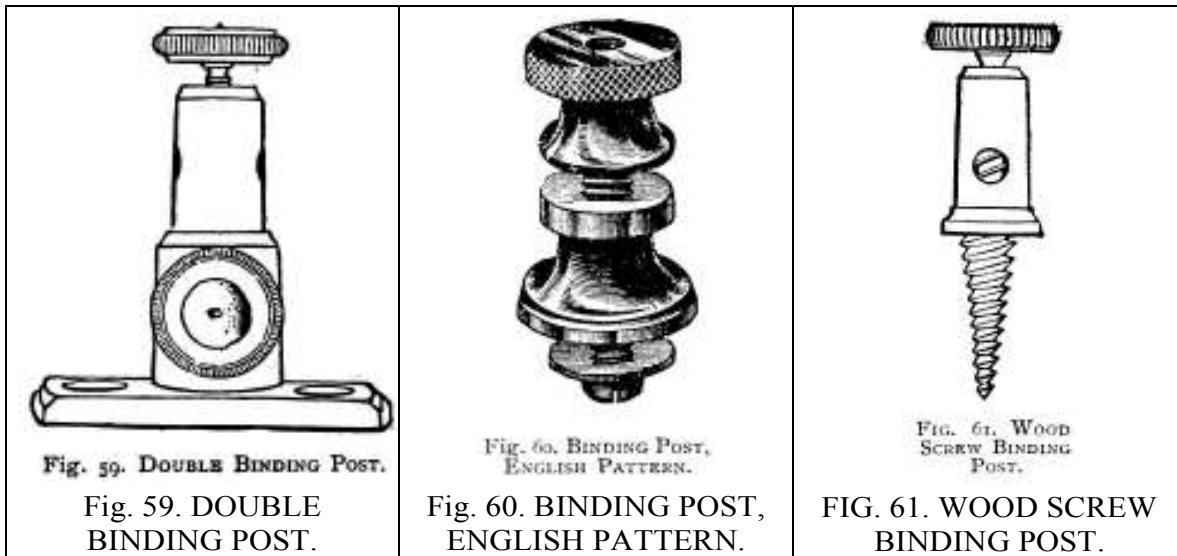 Fig. 59. DOUBLE BINDING POST.
Fig. 59. DOUBLE
BINDING POST.
Fig. 60. BINDING POST,
ENGLISH PATTERN.
Fig. 60. BINDING POST,
ENGLISH PATTERN.
FIG. 61. WOOD
SCREW BINDING
POST.
FIG. 61. WOOD SCREW
BINDING POST.